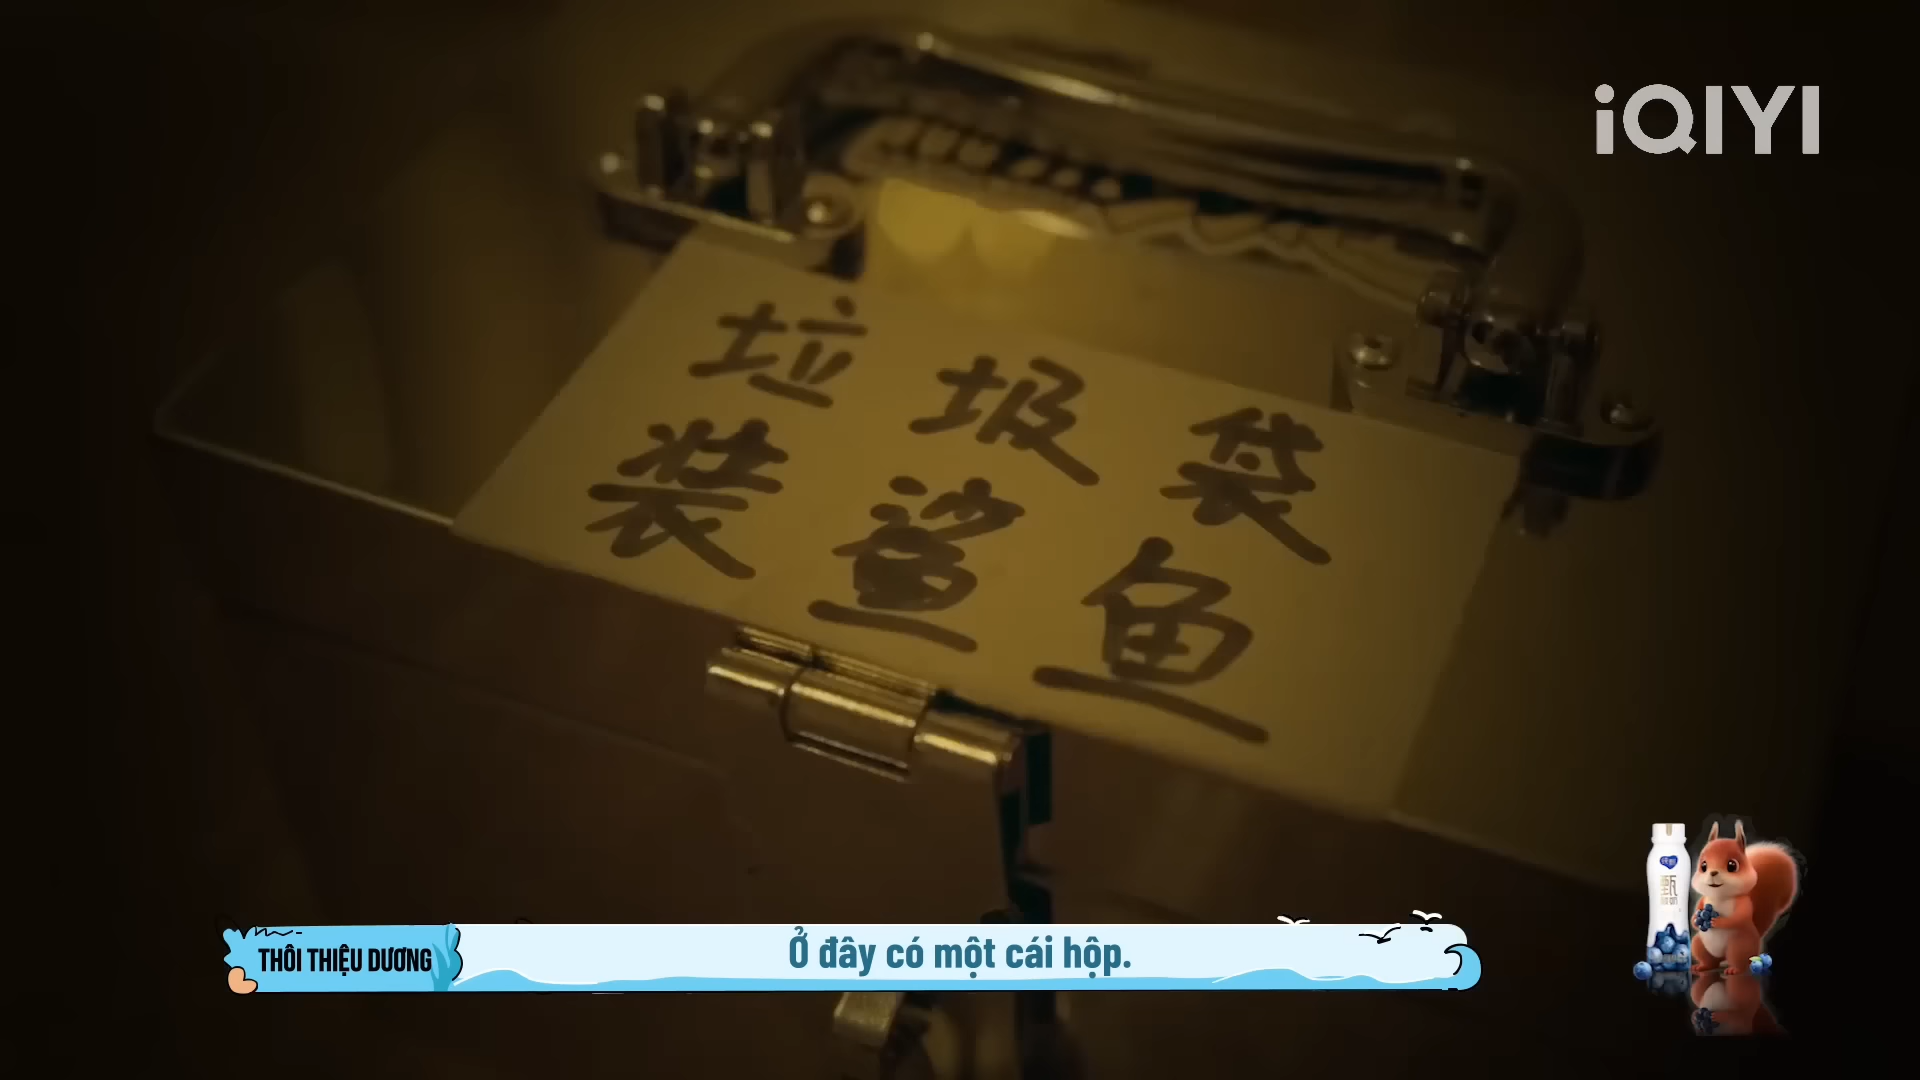 iQIYI
垃圾袋
装鲨鱼
THÔI THIỆU DƯƠNG
Ở đây có một cái hộp.